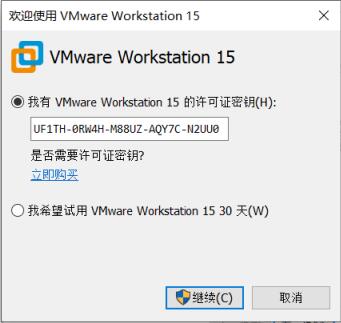 欢迎使用 VMware Workstation 15
VMware Workstation 15
我有 VMware Workstation 15 的许可证密钥(H):
UF1TH-0RW4H-M88UZ-AQY7C-N2UU0
是否需要许可证密钥?
立即购买
我希望试用 VMware Workstation 15 30 天(W)
继续(C)
取消